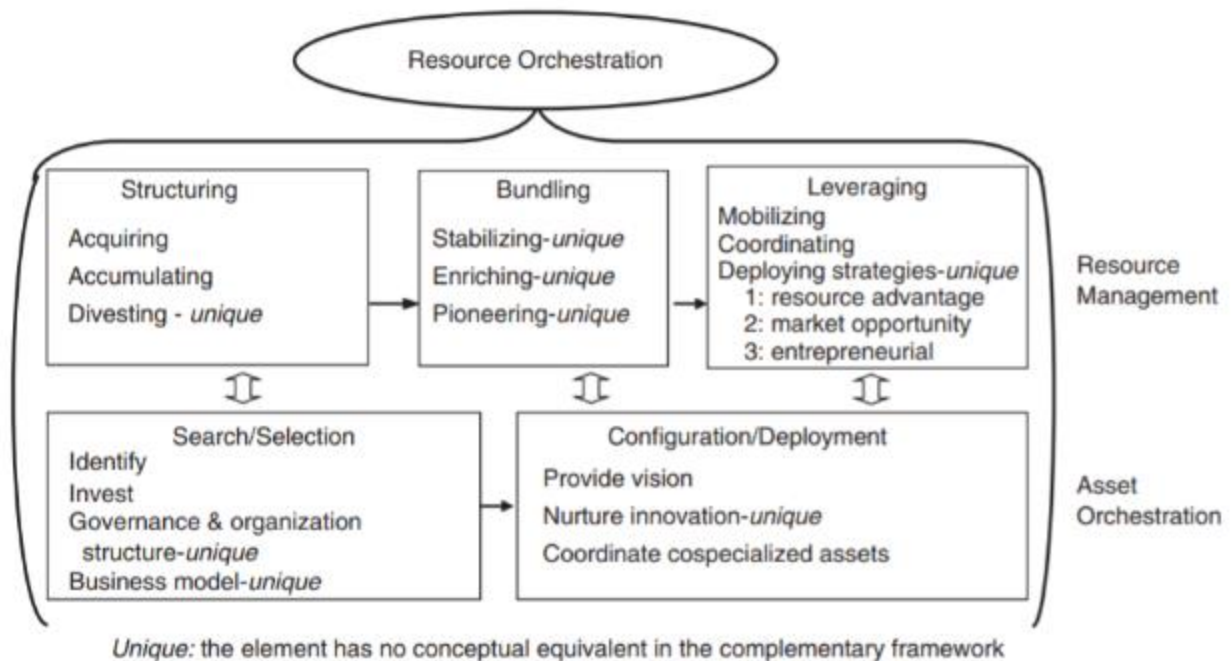 Resource Orchestration
Structuring
Acquiring
Accumulating
Divesting - unique
Bundling
Stabilizing-unique
Enriching-unique
Pioneering-unique
Leveraging
Mobilizing
Coordinating
Deploying strategies-unique
1: resource advantage
2: market opportunity
3: entrepreneurial
Resource
Management
Search/Selection
Identify
Invest
Governance & organization
structure-unique
Business model-unique
Configuration/Deployment
Provide vision
Nurture innovation-unique
Coordinate cospecialized assets
Asset
Orchestration
Unique: the element has no conceptual equivalent in the complementary framework